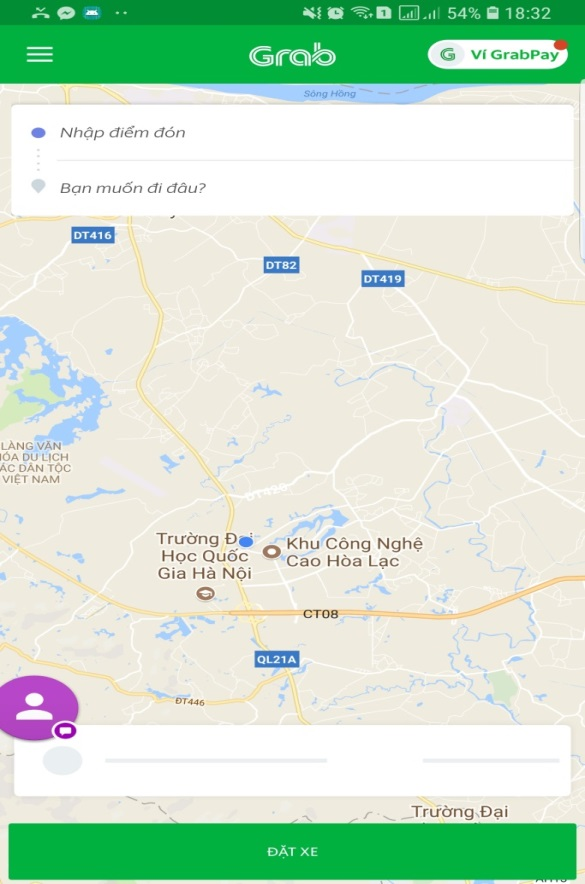 54% 18:32
Grab
G Ví GrabPay
Sông Hồng
Nhập điểm đón
Bạn muốn đi đâu?
DT416
DT82
DT419
LÀNG VĂN
HÓA DU LỊCH
ÁC DÂN TỘC
VIỆT NAM
DT420
Trường Đại
Học Quốc
Gia Hà Nội
Khu Công Nghệ
Cao Hòa Lạc
CT08
QL21A
DT446
Trường Đại
ĐẶT XE